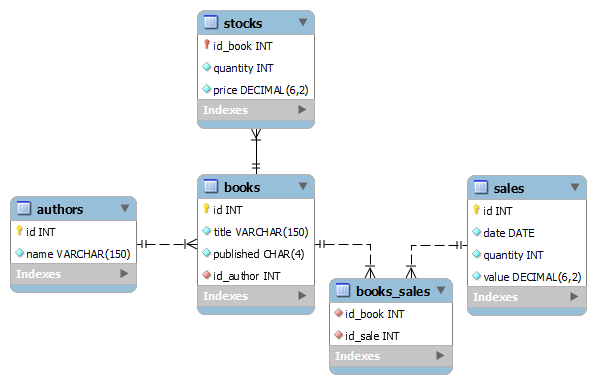 stocks
id_book INT
quantity INT
price DECIMAL(6,2)
Indexes
books
id INT
title VARCHAR(150)
published CHAR(4)
id_author INT
Indexes
authors
id INT
name VARCHAR(150)
Indexes
sales
id INT
date DATE
quantity INT
value DECIMAL(6,2)
Indexes
books_sales
id_book INT
id_sale INT
Indexes